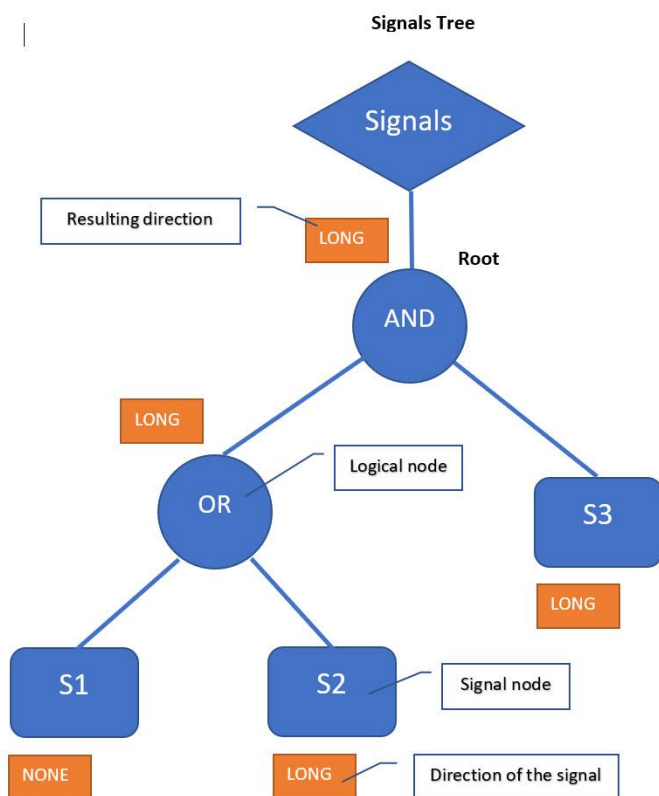 Signals Tree
Signals
Resulting direction
LONG
Root
AND
LONG
Logical node
OR
S3
LONG
S1
S2
Signal node
NONE
LONG
Direction of the signal